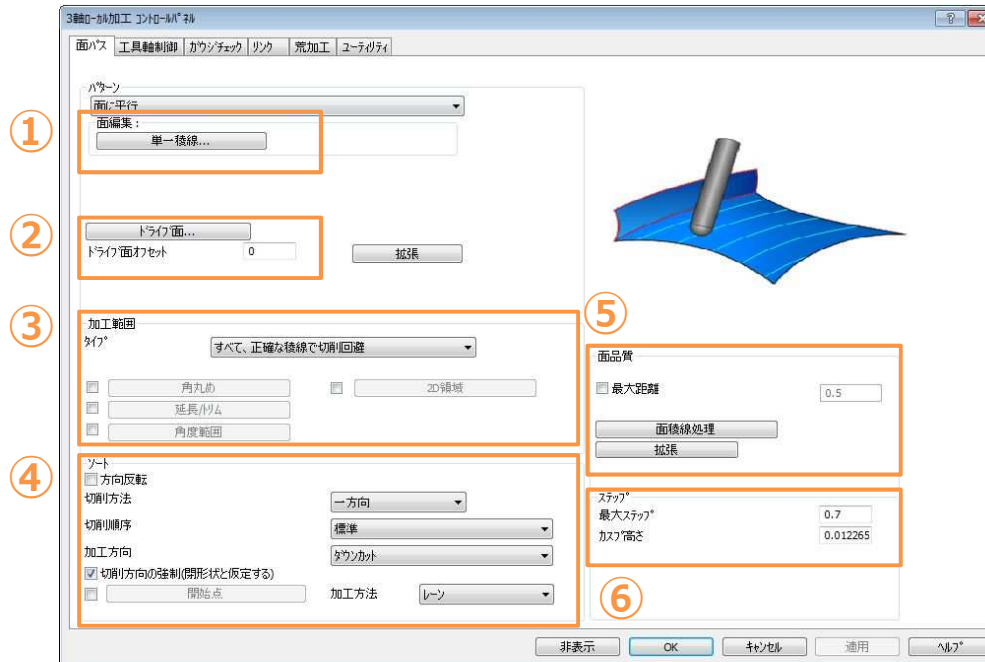 3軸ローカル加工 コントロールパネル
面パス 工具軸制御 ガウジチェック リンク 荒加工 ユーティリティ
パターン
面に平行
①
面編集:
単一稜線...
②
ドライブ面...
ドライブ面オフセット 0 拡張
③
加工範囲
タイプ すべて、正確な稜線で切削回避
角丸め 2D領域
延長/トリム
角度範囲
④
ソート
方向反転
切削方法 一方向
切削順序 標準
加工方向 ダウンカット
切削方向の強制(閉形状と仮定する)
開始点 加工方法 レーン
⑤
面品質
最大距離 0.5
面稜線処理
拡張
ステップ
最大ステップ 0.7
カスプ高さ 0.012265
⑥
非表示 OK キャンセル 適用 ヘルプ